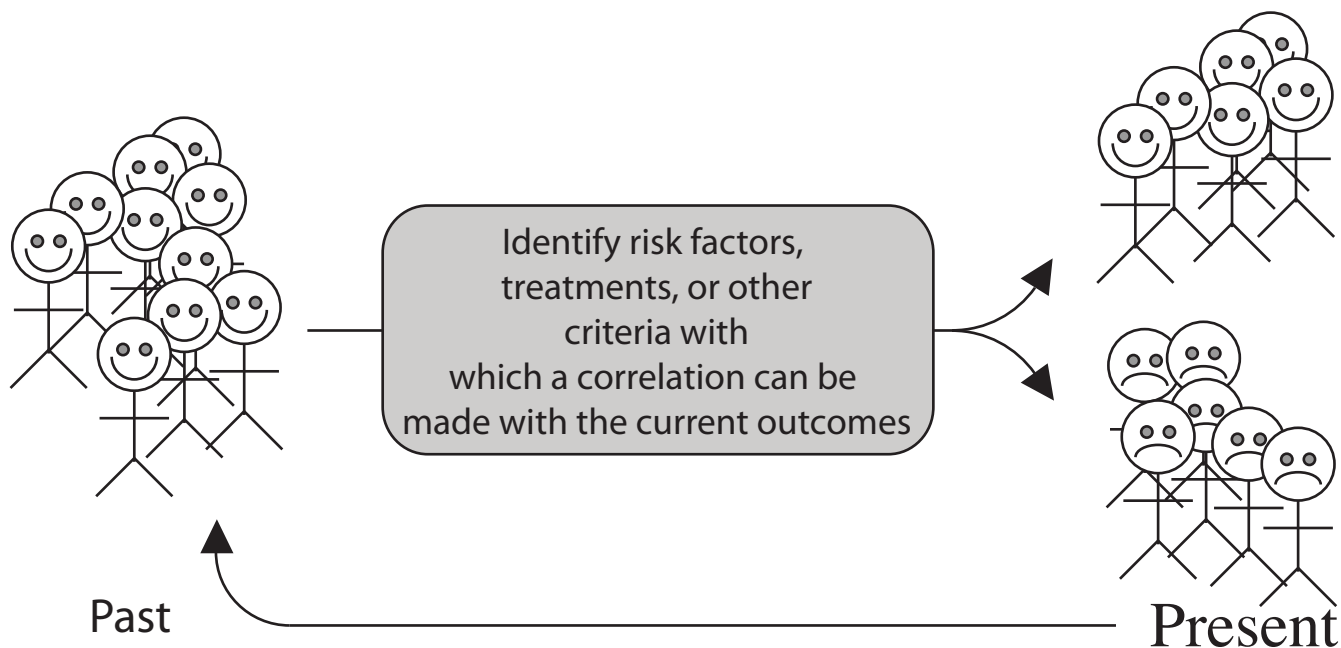 Identify risk factors,
treatments, or other
criteria with
which a correlation can be
made with the current outcomes
Past
Present